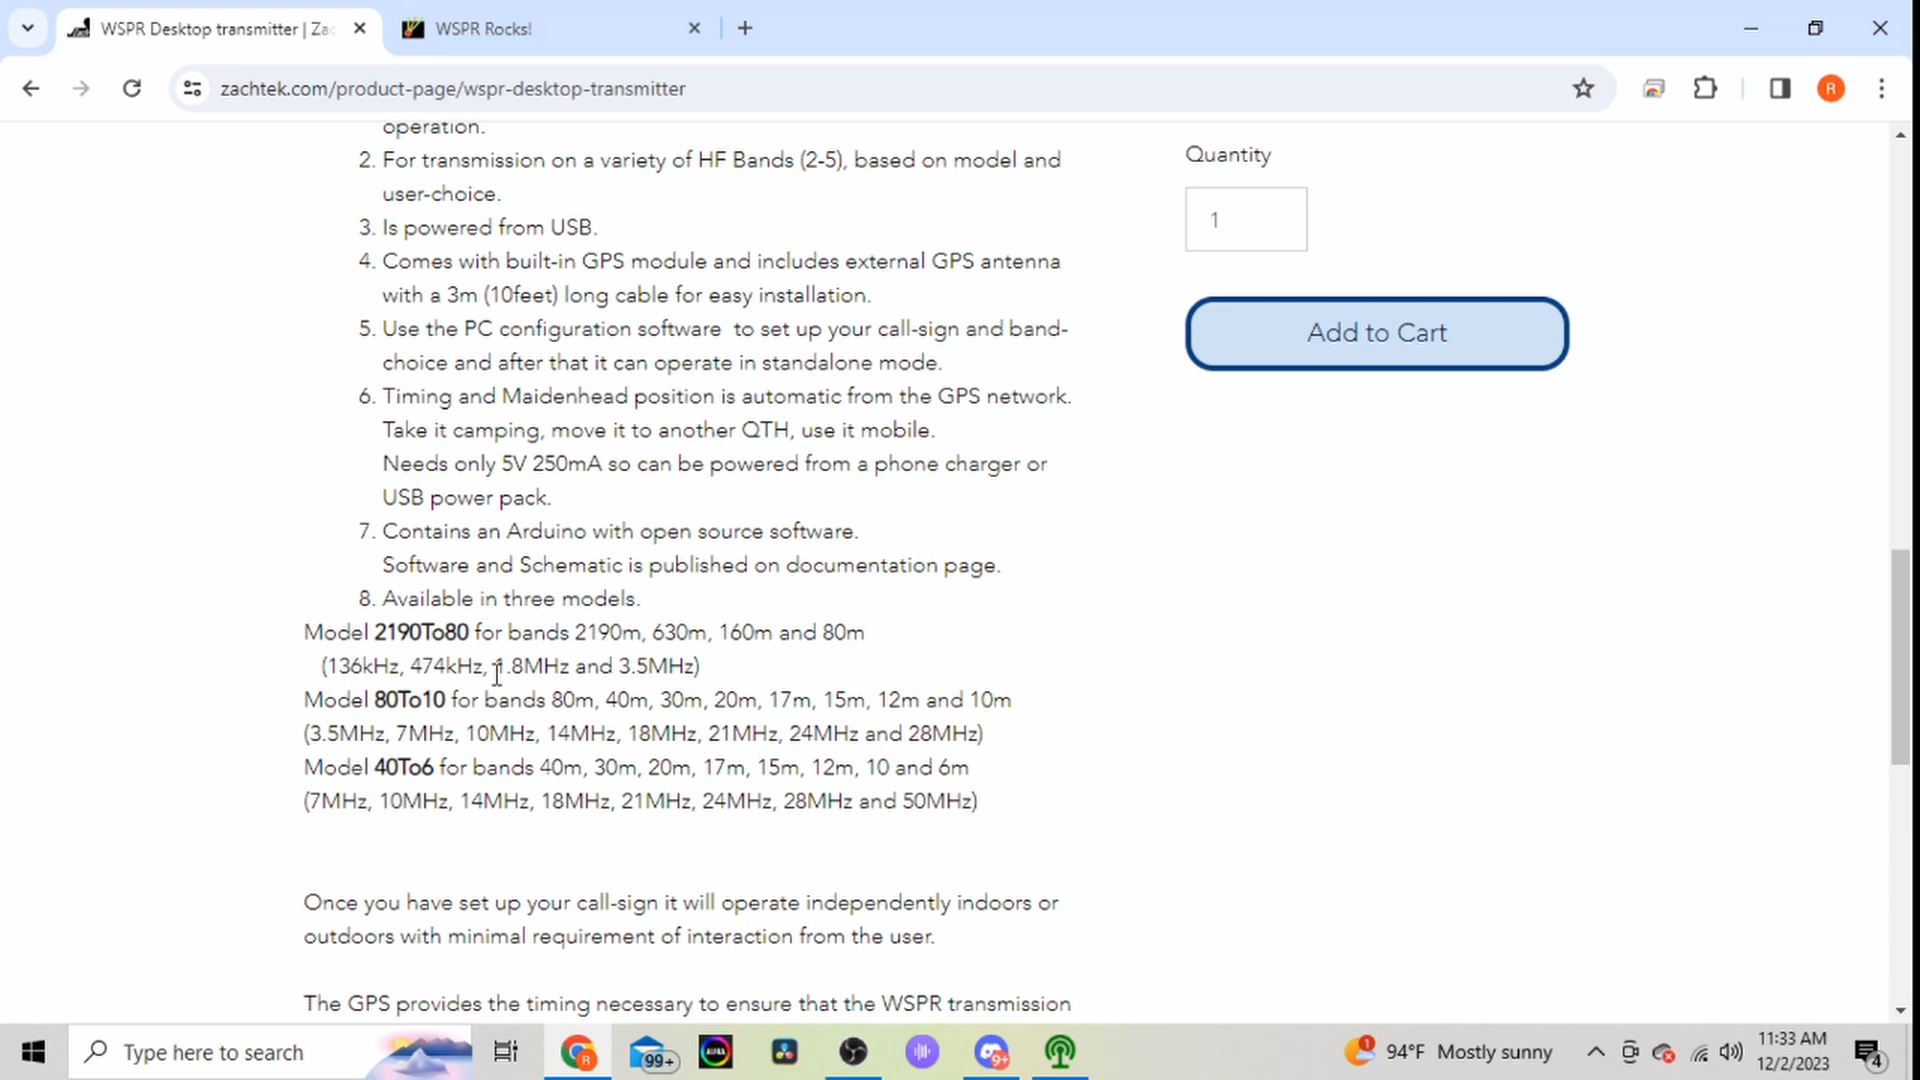 WSPR Desktop transmitter | Zac
WSPR Rocks!
zachtek.com/product-page/wspr-desktop-transmitter
R
operation.
2. For transmission on a variety of HF Bands (2-5), based on model and
user-choice.
3. Is powered from USB.
4. Comes with built-in GPS module and includes external GPS antenna
with a 3m (10feet) long cable for easy installation.
5. Use the PC configuration software  to set up your call-sign and band-
choice and after that it can operate in standalone mode.
6. Timing and Maidenhead position is automatic from the GPS network.
Take it camping, move it to another QTH, use it mobile.
Needs only 5V 250mA so can be powered from a phone charger or
USB power pack.
7. Contains an Arduino with open source software.
Software and Schematic is published on documentation page.
8. Available in three models.
Model 2190To80 for bands 2190m, 630m, 160m and 80m
(136kHz, 474kHz, 1.8MHz and 3.5MHz)
Model 80To10 for bands 80m, 40m, 30m, 20m, 17m, 15m, 12m and 10m
(3.5MHz, 7MHz, 10MHz, 14MHz, 18MHz, 21MHz, 24MHz and 28MHz)
Model 40To6 for bands 40m, 30m, 20m, 17m, 15m, 12m, 10 and 6m
(7MHz, 10MHz, 14MHz, 18MHz, 21MHz, 24MHz, 28MHz and 50MHz)
Once you have set up your call-sign it will operate independently indoors or
outdoors with minimal requirement of interaction from the user.
The GPS provides the timing necessary to ensure that the WSPR transmission
Quantity
1
Add to Cart
Type here to search
R
99+
AURA
9+
1
94°F Mostly sunny
11:33 AM
12/2/2023
4